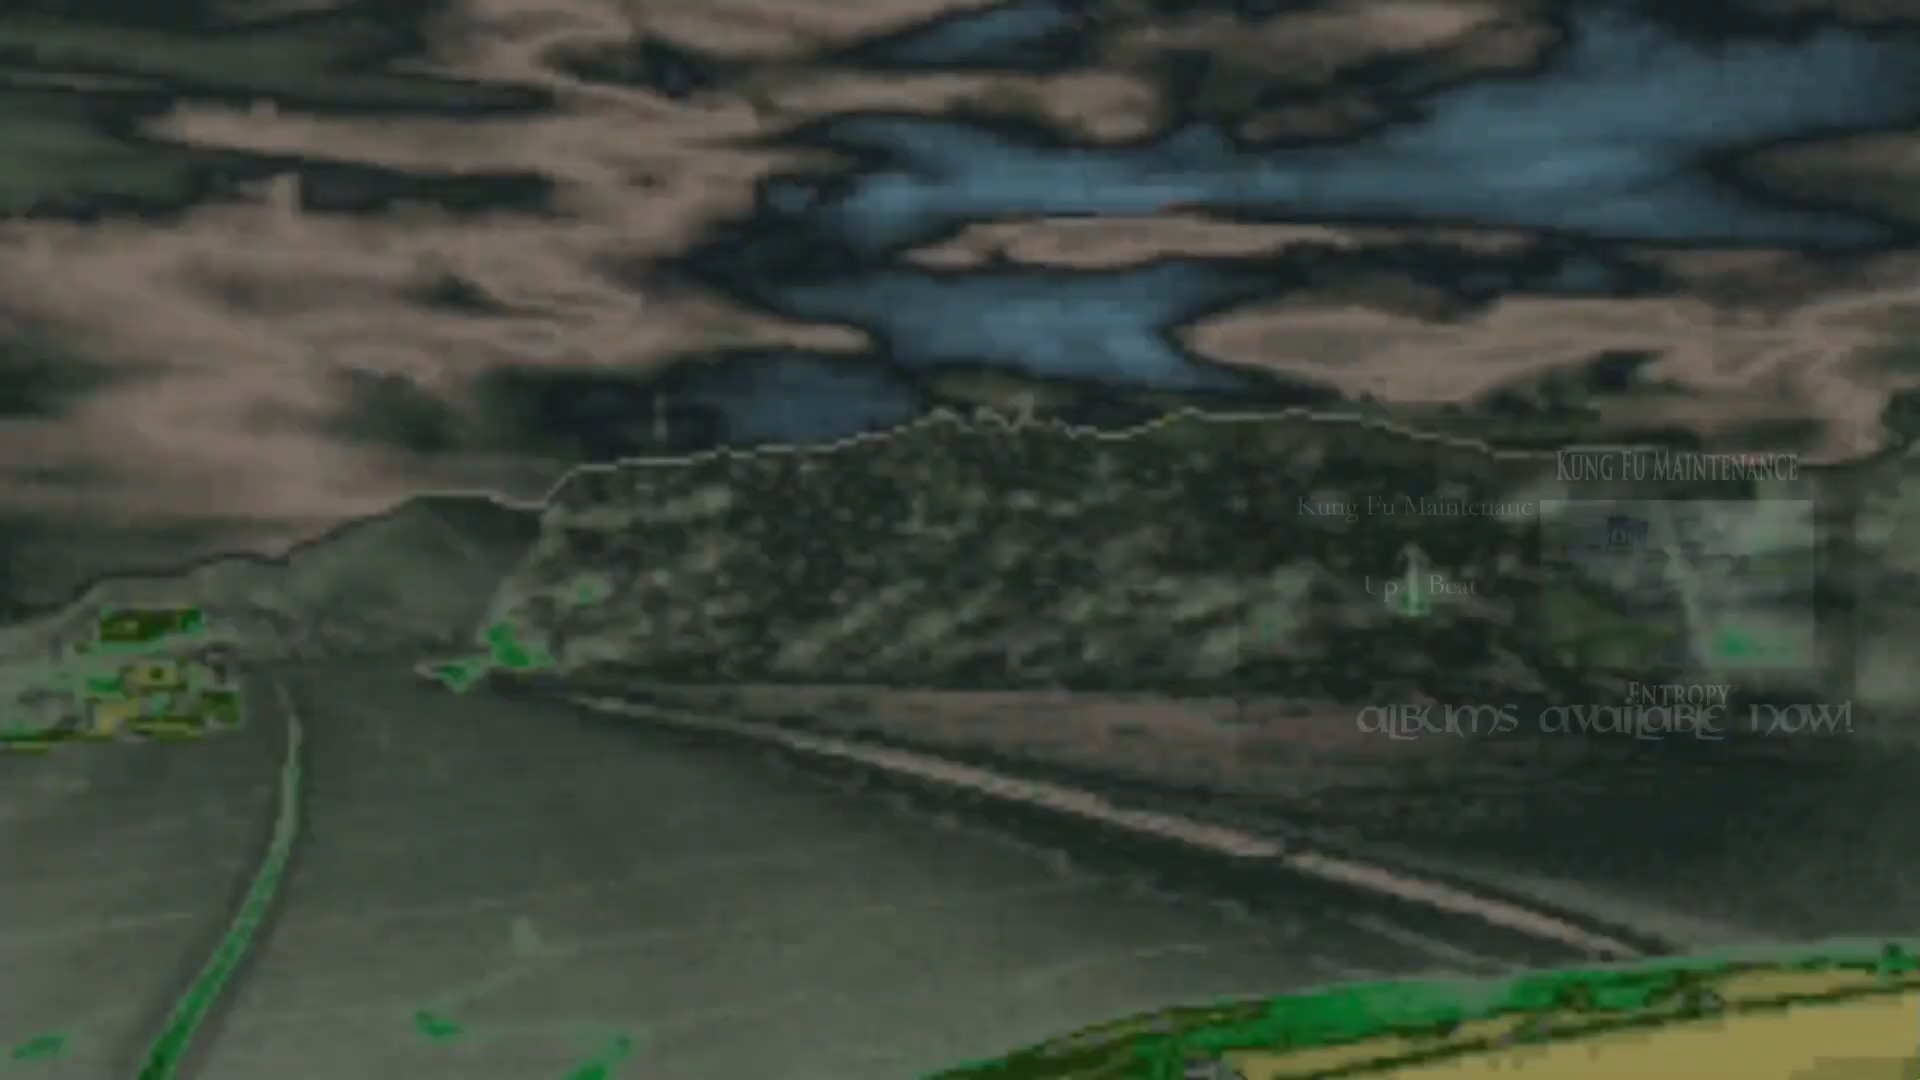 Kung Fu Maintenance
Kung Fu Maintenanc
Up Beat
Entropy
albums available now!